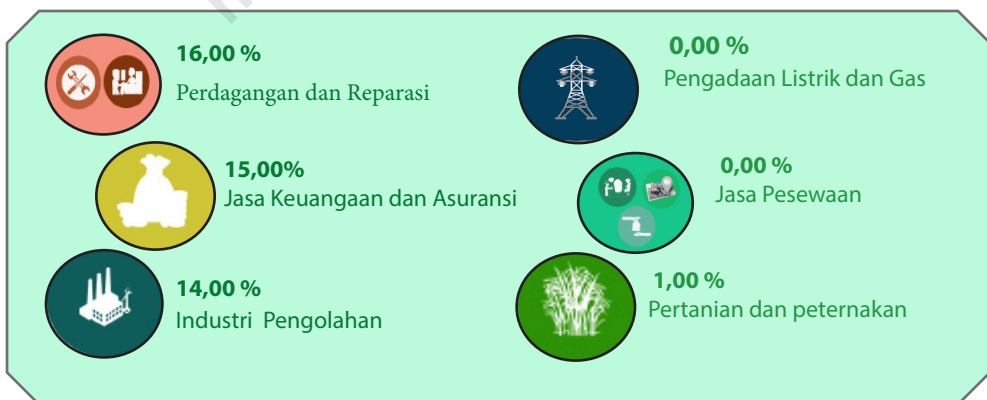 16,00 %
Perdagangan dan Reparasi
15,00%
Jasa Keuangaan dan Asuransi
14,00 %
Industri Pengolahan
0,00 %
Pengadaan Listrik dan Gas
0,00 %
Jasa Pesewaan
1,00 %
Pertanian dan peternakan